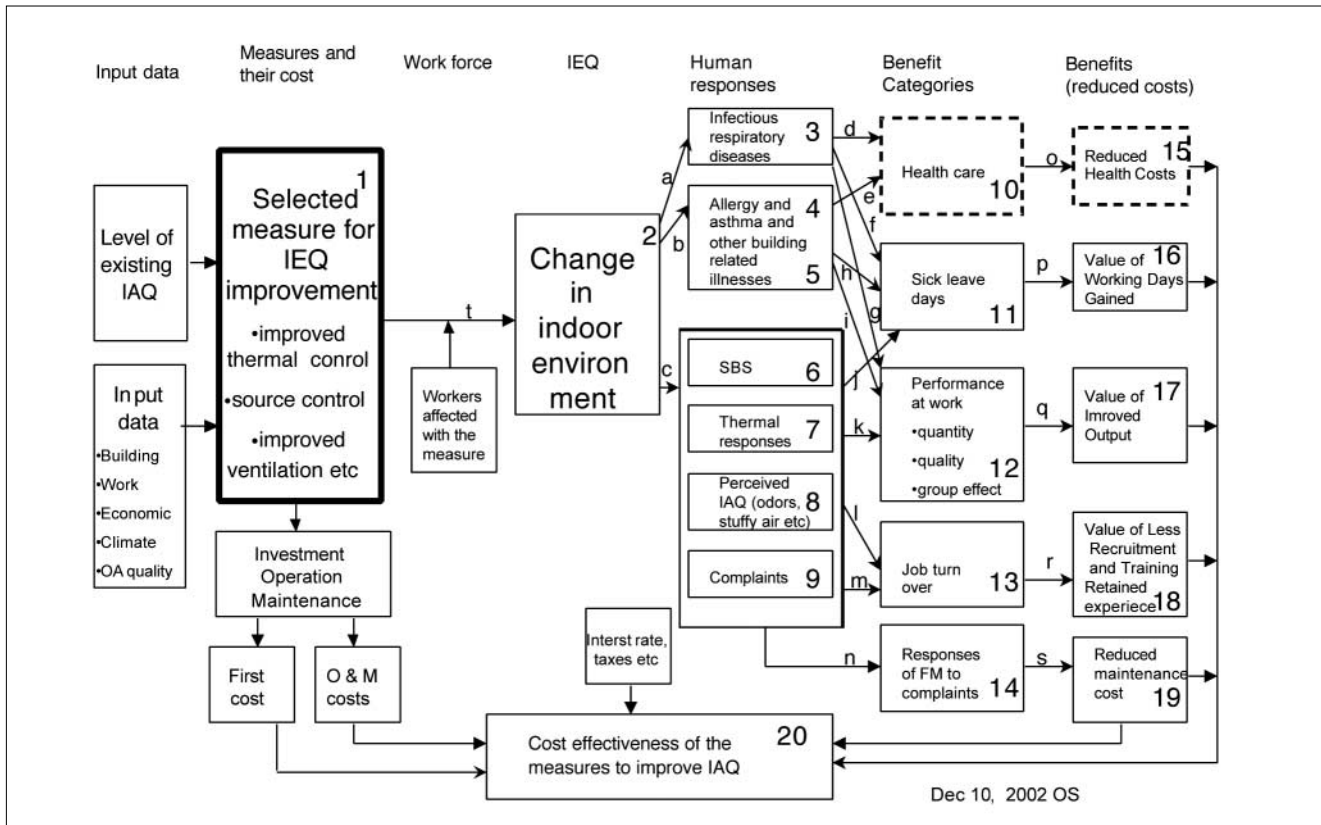 Input data
Measures and
their cost
Work force
IEQ
Human
responses
Benefit
Categories
Benefits
(reduced costs)
Level of
existing
IAQ
Input
data
•Building
•Work
•Economic
•Climate
•OA quality
1
Selected
measure for
IEQ
improvement
•improved
thermal conrol
•source control
•improved
ventilation etc
Investment
Operation
Maintenance
First
cost
O & M
costs
t
Workers
affected
with the
measure
2
Change
in
indoor
environ
ment
a
b
c
Infectious
respiratory
diseases
3
Allergy and
asthma and
other building
related
illnesses
4
5
SBS
6
Thermal
responses
7
Perceived
IAQ (odors,
stuffy air etc)
8
Complaints
9
d
e
f
g
h
i
j
k
l
m
n
Health care
10
Sick leave
days
11
Performance
at work
•quantity
•quality
•group effect
12
Job turn
over
13
Responses
of FM to
complaints
14
o
p
q
r
s
Reduced
Health Costs
15
Value of
Working Days
Gained
16
Value of
Imroved
Output
17
Value of Less
Recruitment
and Training
Retained
experiece
18
Reduced
maintenance
cost
19
Interst rate,
taxes etc
Cost effectiveness of the
measures to improve IAQ
20
Dec 10, 2002 OS